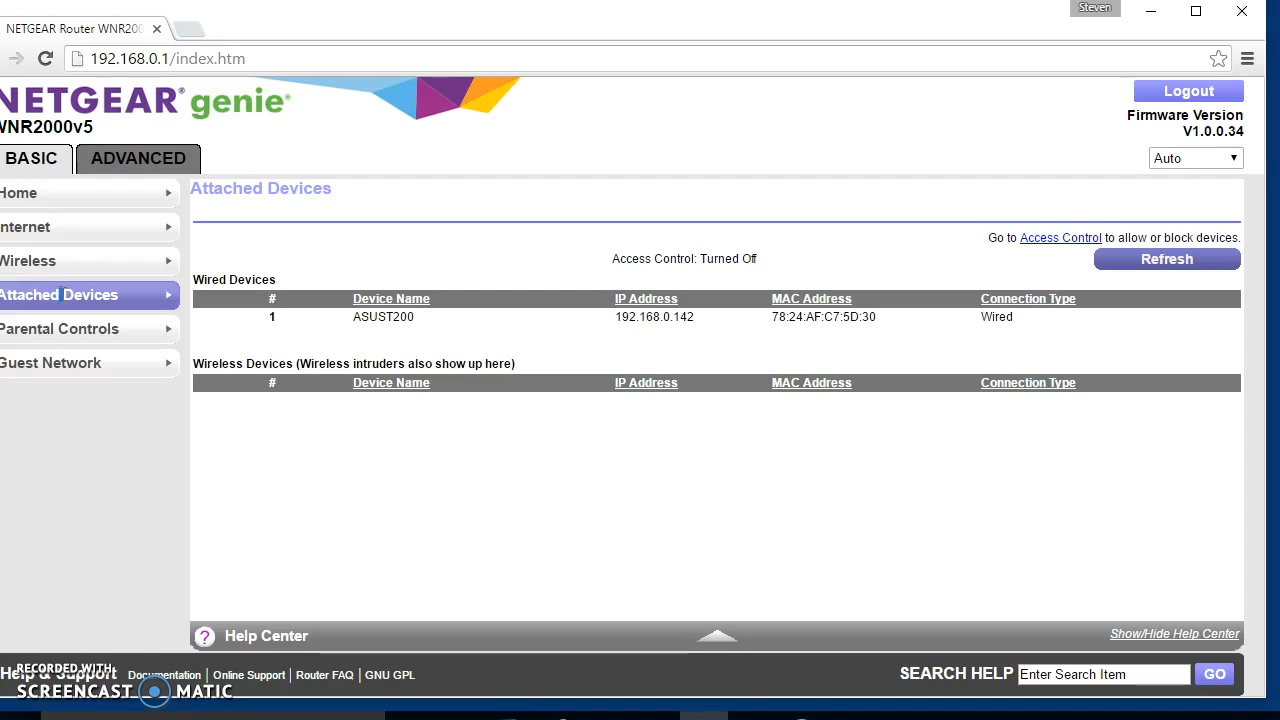 Steven
NETGEAR Router WNR200
192.168.0.1/index.htm
NETGEAR® genie®
WNR2000v5
Logout
Firmware Version
V1.0.0.34
BASIC
ADVANCED
Auto
Home
Internet
Wireless
Attached Devices
Parental Controls
Guest Network
Attached Devices
Go to Access Control to allow or block devices.
Access Control: Turned Off
Refresh
Wired Devices
# Device Name IP Address MAC Address Connection Type
1 ASUST200 192.168.0.142 78:24:AF:C7:5D:30 Wired
Wireless Devices (Wireless intruders also show up here)
# Device Name IP Address MAC Address Connection Type
? Help Center
Show/Hide Help Center
Help & Support Documentation | Online Support | Router FAQ | GNU GPL
SEARCH HELP Enter Search Item GO
RECORDED WITH
SCREENCAST MATIC